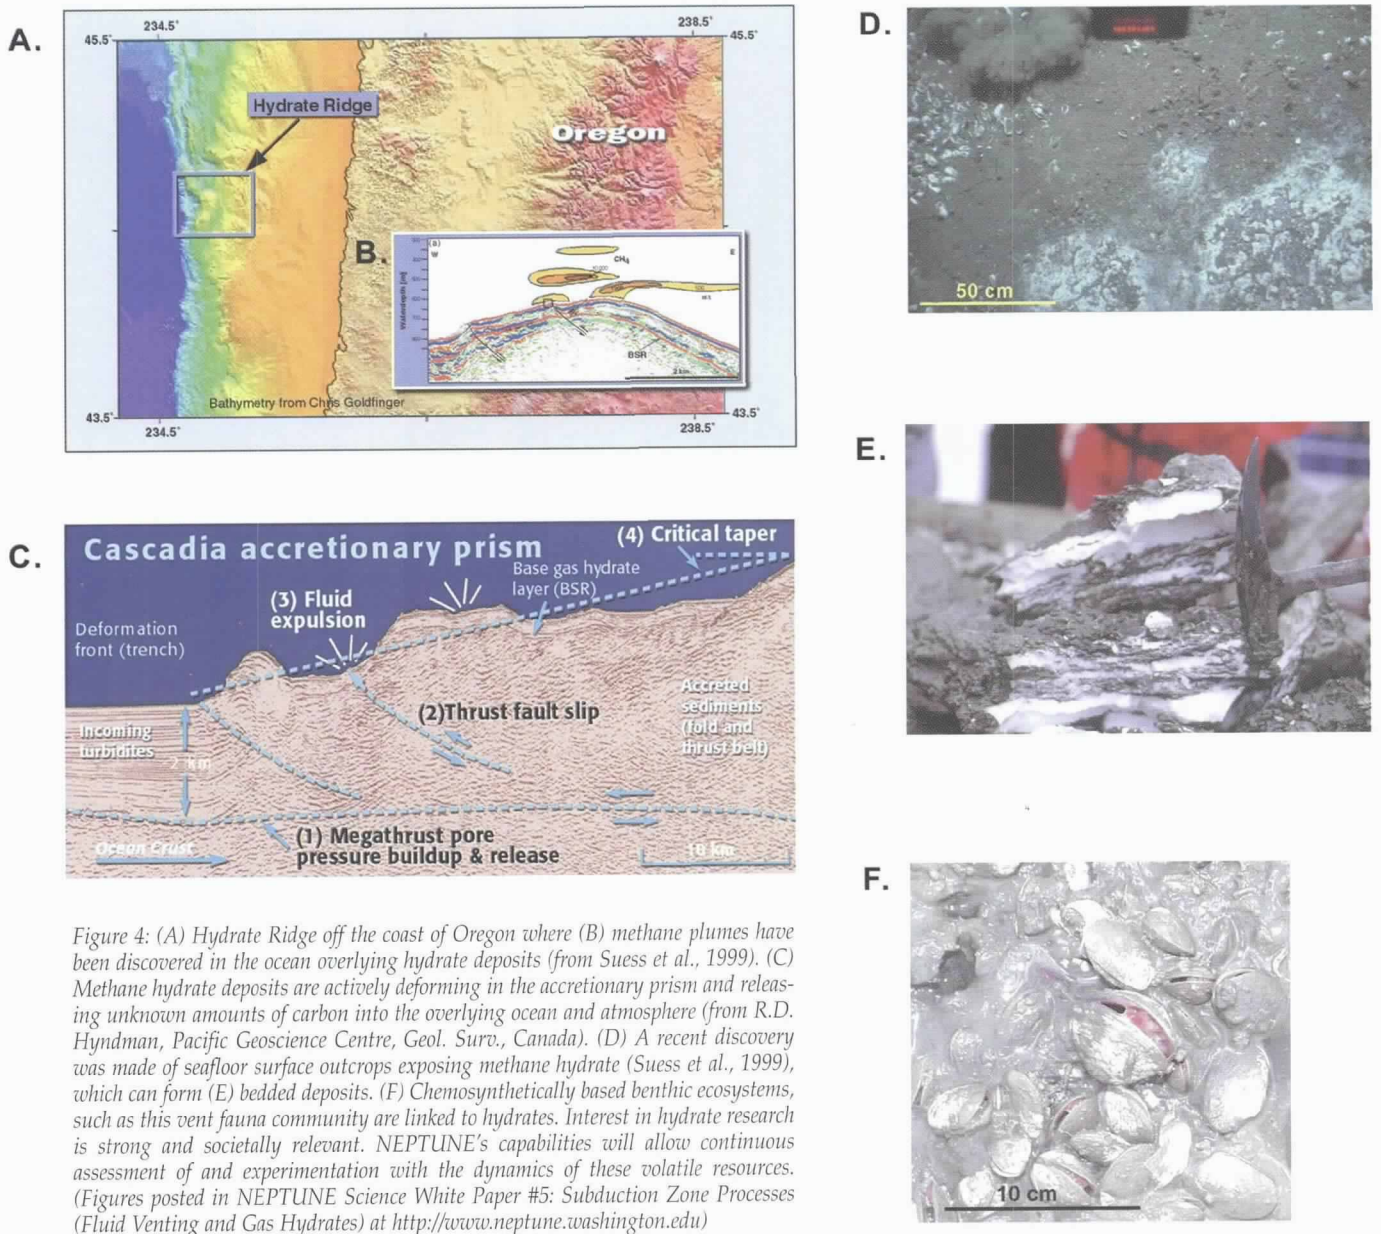 A.
234.5°
238.5°
45.5°
45.5°
Hydrate Ridge
Oregon
B.
(a)
W
E
CH₄
Waterdepth [m]
BSR
2 km
Bathymetry from Chris Goldfinger
43.5°
43.5°
234.5°
238.5°
C.
Cascadia accretionary prism
(4) Critical taper
Base gas hydrate
layer (BSR)
(3) Fluid
expulsion
Deformation
front (trench)
(2)Thrust fault slip
Accreted
sediments
(fold and
thrust belt)
Incoming
turbidites
2 km
(1) Megathrust pore
pressure buildup & release
Ocean Crust
10 km
Figure 4: (A) Hydrate Ridge off the coast of Oregon where (B) methane plumes have
been discovered in the ocean overlying hydrate deposits (from Suess et al., 1999). (C)
Methane hydrate deposits are actively deforming in the accretionary prism and releas-
ing unknown amounts of carbon into the overlying ocean and atmosphere (from R.D.
Hyndman, Pacific Geoscience Centre, Geol. Surv., Canada). (D) A recent discovery
was made of seafloor surface outcrops exposing methane hydrate (Suess et al., 1999),
which can form (E) bedded deposits. (F) Chemosynthetically based benthic ecosystems,
such as this vent fauna community are linked to hydrates. Interest in hydrate research
is strong and societally relevant. NEPTUNE's capabilities will allow continuous
assessment of and experimentation with the dynamics of these volatile resources.
(Figures posted in NEPTUNE Science White Paper #5: Subduction Zone Processes
(Fluid Venting and Gas Hydrates) at http://www.neptune.washington.edu)
D.
50 cm
E.
F.
10 cm